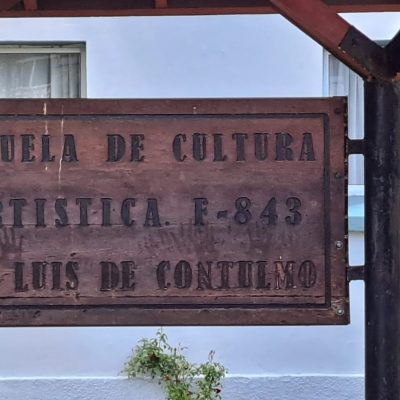 UELA DE CULTURA
RTISTICA. F-843
LUIS DE CONTULMO